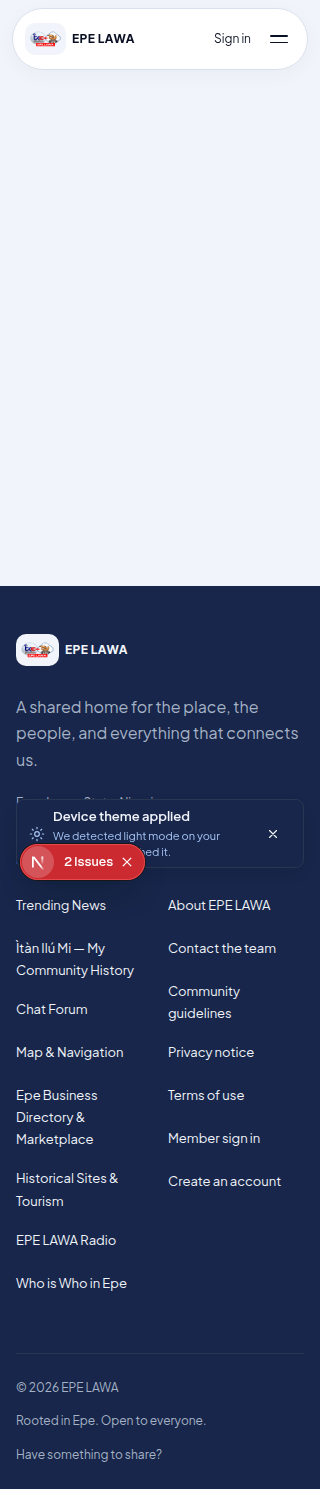 EPE LAWA
Sign in
EPE LAWA
A shared home for the place, the
people, and everything that connects
us.
Device theme applied
We detected light mode on your
it.
2 Issues
Trending News
Ìtàn Ilú Mi — My
Community History
Chat Forum
Map & Navigation
Epe Business
Directory &
Marketplace
Historical Sites &
Tourism
EPE LAWA Radio
Who is Who in Epe
About EPE LAWA
Contact the team
Community
guidelines
Privacy notice
Terms of use
Member sign in
Create an account
© 2026 EPE LAWA
Rooted in Epe. Open to everyone.
Have something to share?